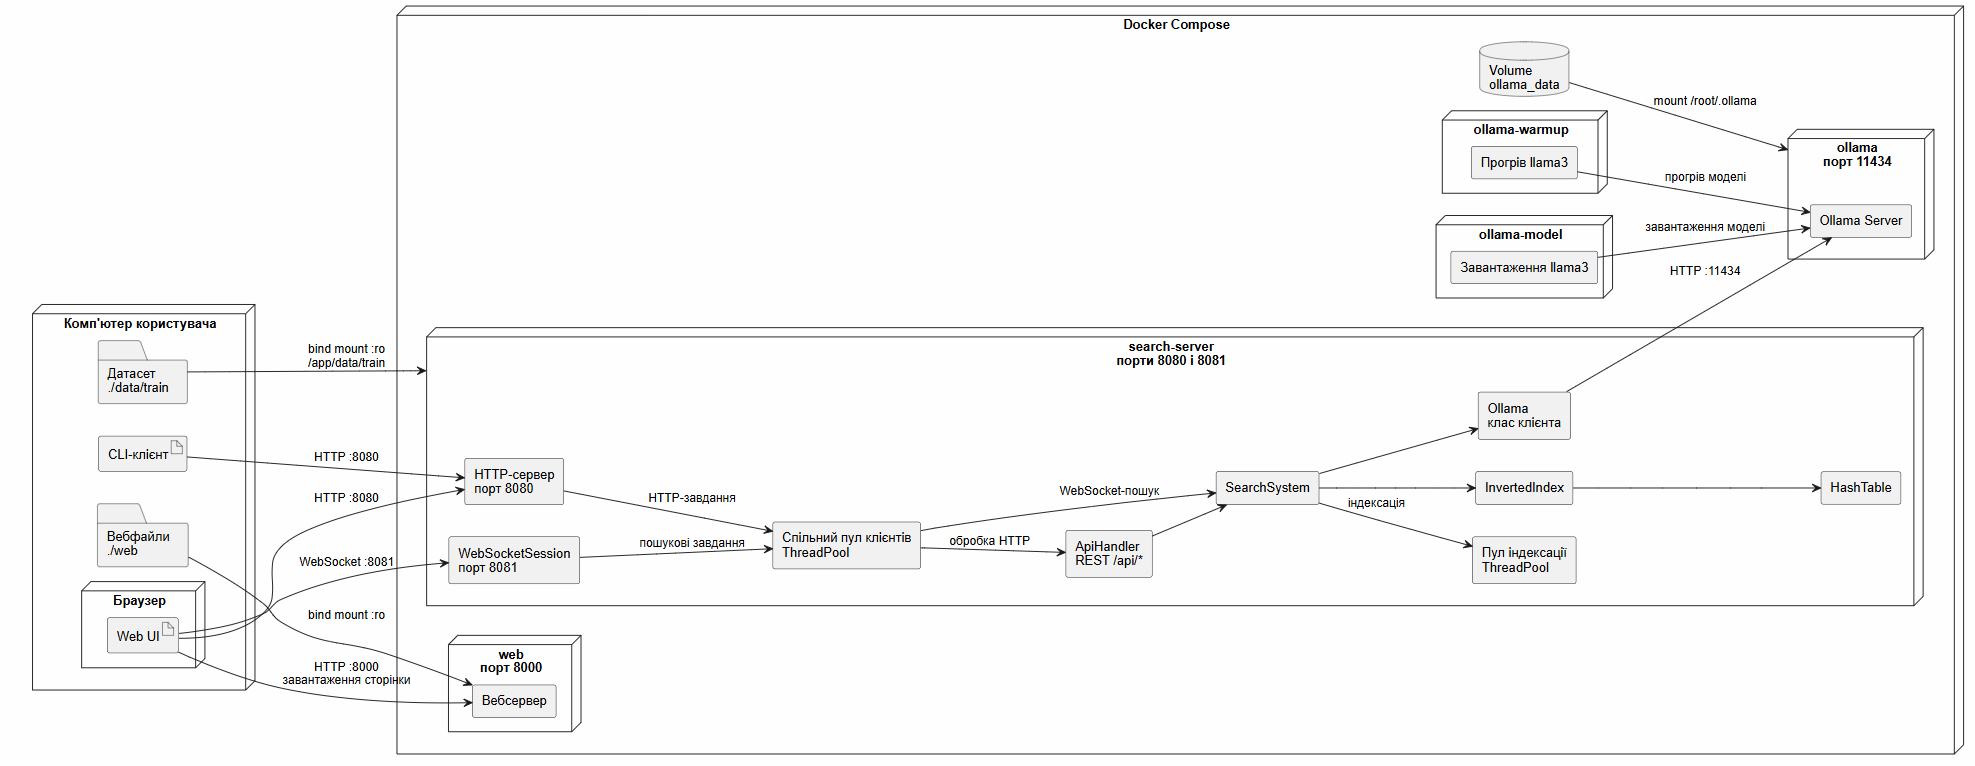 Docker Compose
Volume
ollama_data
mount /root/.ollama
ollama-warmup
Прогрів llama3
прогрів моделі
ollama
порт 11434
Ollama Server
ollama-model
Завантаження llama3
завантаження моделі
HTTP :11434
Комп'ютер користувача
Датасет
./data/train
bind mount :ro
/app/data/train
CLI-клієнт
HTTP :8080
HTTP :8080
Вебфайли
./web
WebSocket :8081
bind mount :ro
Браузер
Web UI
HTTP :8000
завантаження сторінки
search-server
порти 8080 і 8081
HTTP-сервер
порт 8080
HTTP-завдання
WebSocketSession
порт 8081
пошукові завдання
Спільний пул клієнтів
ThreadPool
WebSocket-пошук
обробка HTTP
ApiHandler
REST /api/*
SearchSystem
Ollama
клас клієнта
InvertedIndex
HashTable
індексація
Пул індексації
ThreadPool
web
порт 8000
Вебсервер